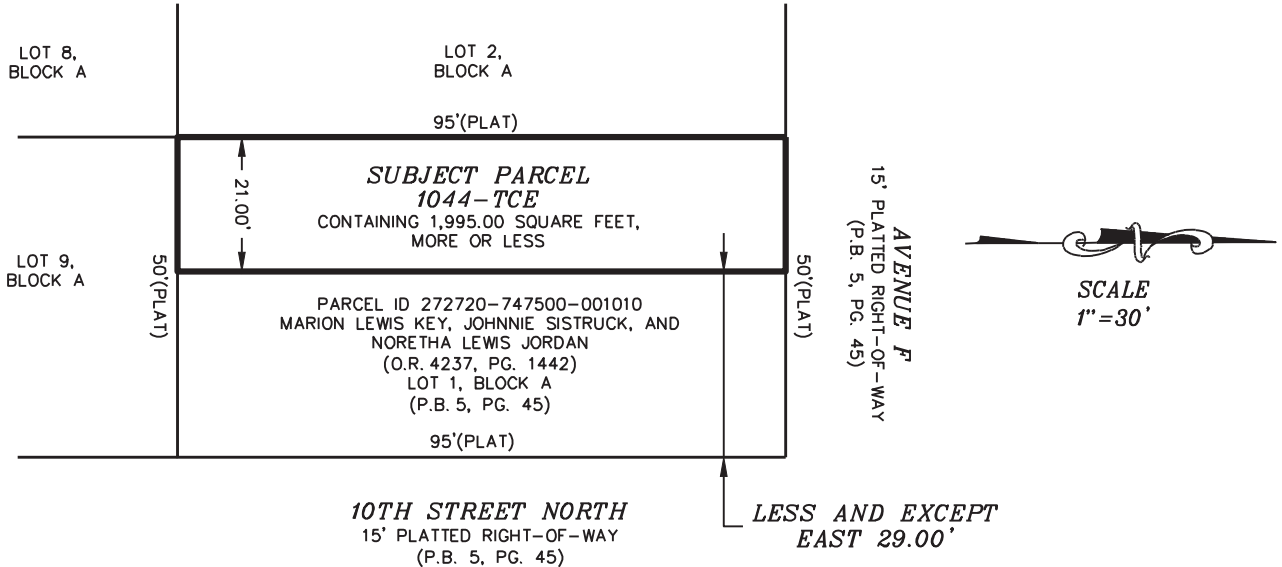 LOT 8,
BLOCK A
LOT 2,
BLOCK A
95'(PLAT)
21.00'
SUBJECT PARCEL
1044-TCE
CONTAINING 1,995.00 SQUARE FEET,
MORE OR LESS
LOT 9,
BLOCK A
50'(PLAT)
PARCEL ID 272720-747500-001010
MARION LEWIS KEY, JOHNNIE SISTRUCK, AND
NORETHA LEWIS JORDAN
(O.R. 4237, PG. 1442)
LOT 1, BLOCK A
(P.B. 5, PG. 45)
95'(PLAT)
50'(PLAT)
AVENUE F
15' PLATTED RIGHT-OF-WAY
(P.B. 5, PG. 45)
SCALE
1"=30'
10TH STREET NORTH
15' PLATTED RIGHT-OF-WAY
(P.B. 5, PG. 45)
LESS AND EXCEPT
EAST 29.00'